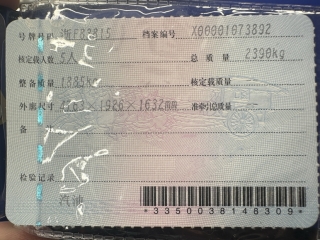 号牌号码 浙F83815 档案编号 X00001073892
核定载人数 5人 总质量 2390kg
整备质量 1885kg 核定载质量 --
外廓尺寸 4763×1926×1632mm 准牵引总质量 --
备注
检验记录
汽油
*3350038148309*